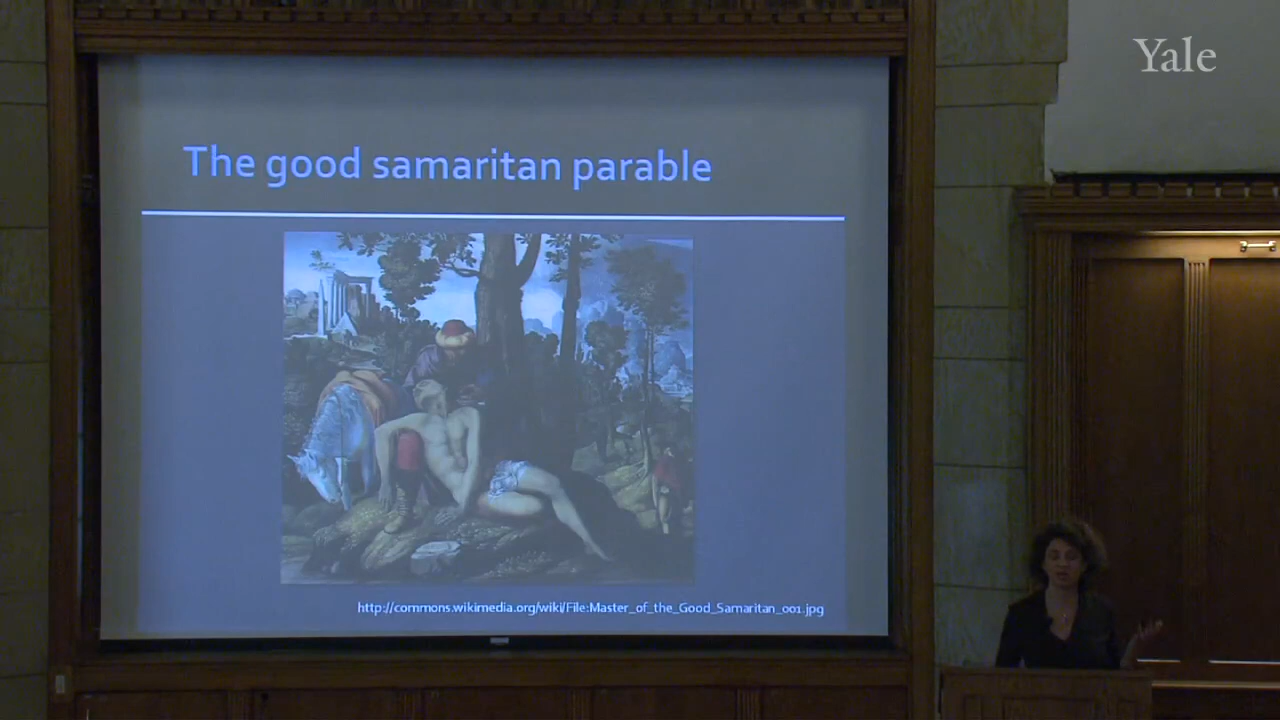 Yale
The good samaritan parable
http://commons.wikimedia.org/wiki/File:Master_of_the_Good_Samaritan_001.jpg